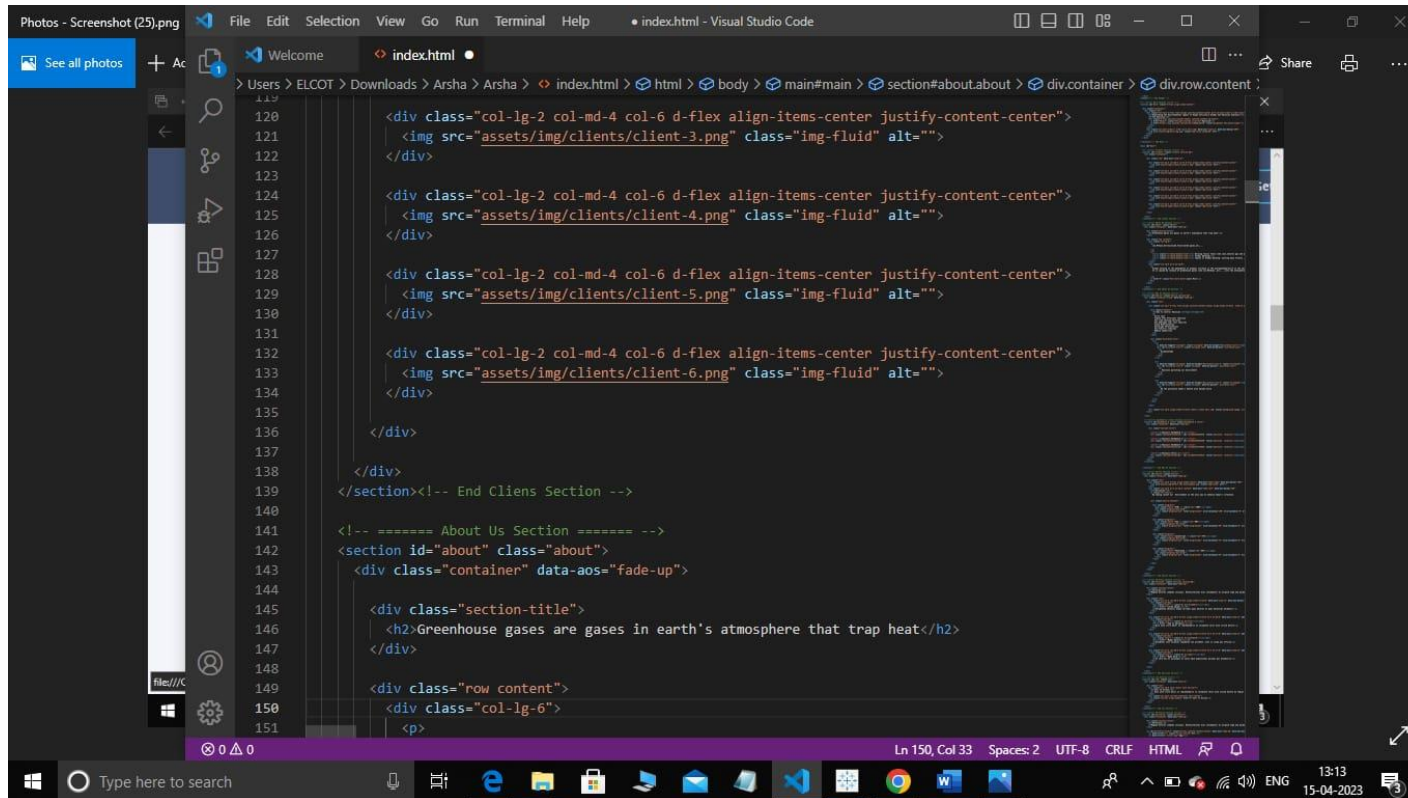 Photos - Screenshot (25).png
File Edit Selection View Go Run Terminal Help
● index.html - Visual Studio Code
See all photos
Share
Welcome
index.html ●
> Users > ELCOT > Downloads > Arsha > Arsha > <> index.html > html > body > main#main > section#about.about > div.container > div.row.content
119
120 <div class="col-lg-2 col-md-4 col-6 d-flex align-items-center justify-content-center">
121 <img src="assets/img/clients/client-3.png" class="img-fluid" alt="">
122 </div>
123
124 <div class="col-lg-2 col-md-4 col-6 d-flex align-items-center justify-content-center">
125 <img src="assets/img/clients/client-4.png" class="img-fluid" alt="">
126 </div>
127
128 <div class="col-lg-2 col-md-4 col-6 d-flex align-items-center justify-content-center">
129 <img src="assets/img/clients/client-5.png" class="img-fluid" alt="">
130 </div>
131
132 <div class="col-lg-2 col-md-4 col-6 d-flex align-items-center justify-content-center">
133 <img src="assets/img/clients/client-6.png" class="img-fluid" alt="">
134 </div>
135
136 </div>
137
138 </div>
139 </section><!-- End Cliens Section -->
140
141 <!-- ======= About Us Section ======= -->
142 <section id="about" class="about">
143 <div class="container" data-aos="fade-up">
144
145 <div class="section-title">
146 <h2>Greenhouse gases are gases in earth's atmosphere that trap heat</h2>
147 </div>
148
149 <div class="row content">
150 <div class="col-lg-6">
151 <p>
file:///
0 0
Ln 150, Col 33 Spaces: 2 UTF-8 CRLF HTML
Type here to search
ENG
13:13
15-04-2023
3